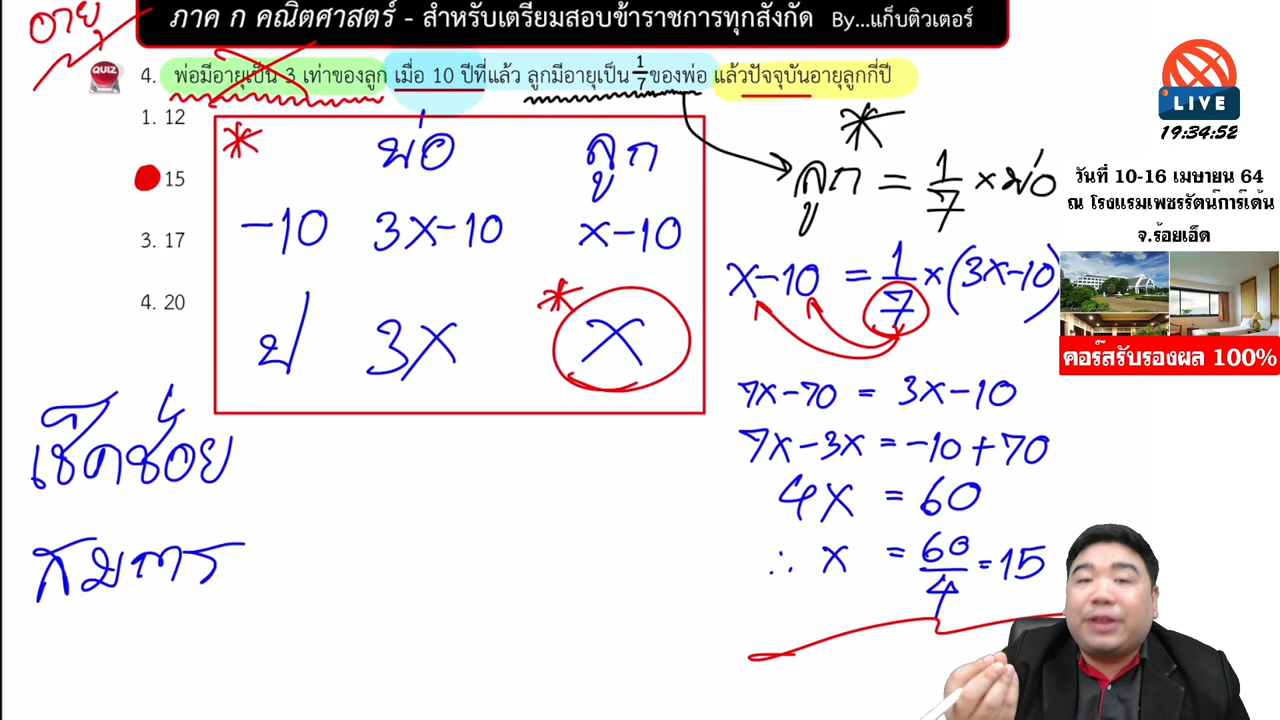 อายุ
ภาค ก คณิตศาสตร์ - สำหรับเตรียมสอบข้าราชการทุกสังกัด By...แก็บติวเตอร์
QUIZ
4. พ่อมีอายุเป็น 3 เท่าของลูก เมื่อ 10 ปีที่แล้ว ลูกมีอายุเป็น 1/7 ของพ่อ แล้วปัจจุบันอายุลูกกี่ปี
1. 12
15
3. 17
4. 20
* พ่อ ลูก
-10 3x-10 x-10
ป 3x * x
เช็คช้อย
สมการ
*
ลูก = 1/7 × พ่อ
x-10 = 1/7 × (3x-10)
7x-70 = 3x-10
7x-3x = -10+70
4x = 60
∴ x = 60/4 = 15
LIVE
19:34:52
วันที่ 10-16 เมษายน 64
ณ โรงแรมเพชรรัตน์การ์เด้น
จ.ร้อยเอ็ด
คอร์สรับรองผล 100%